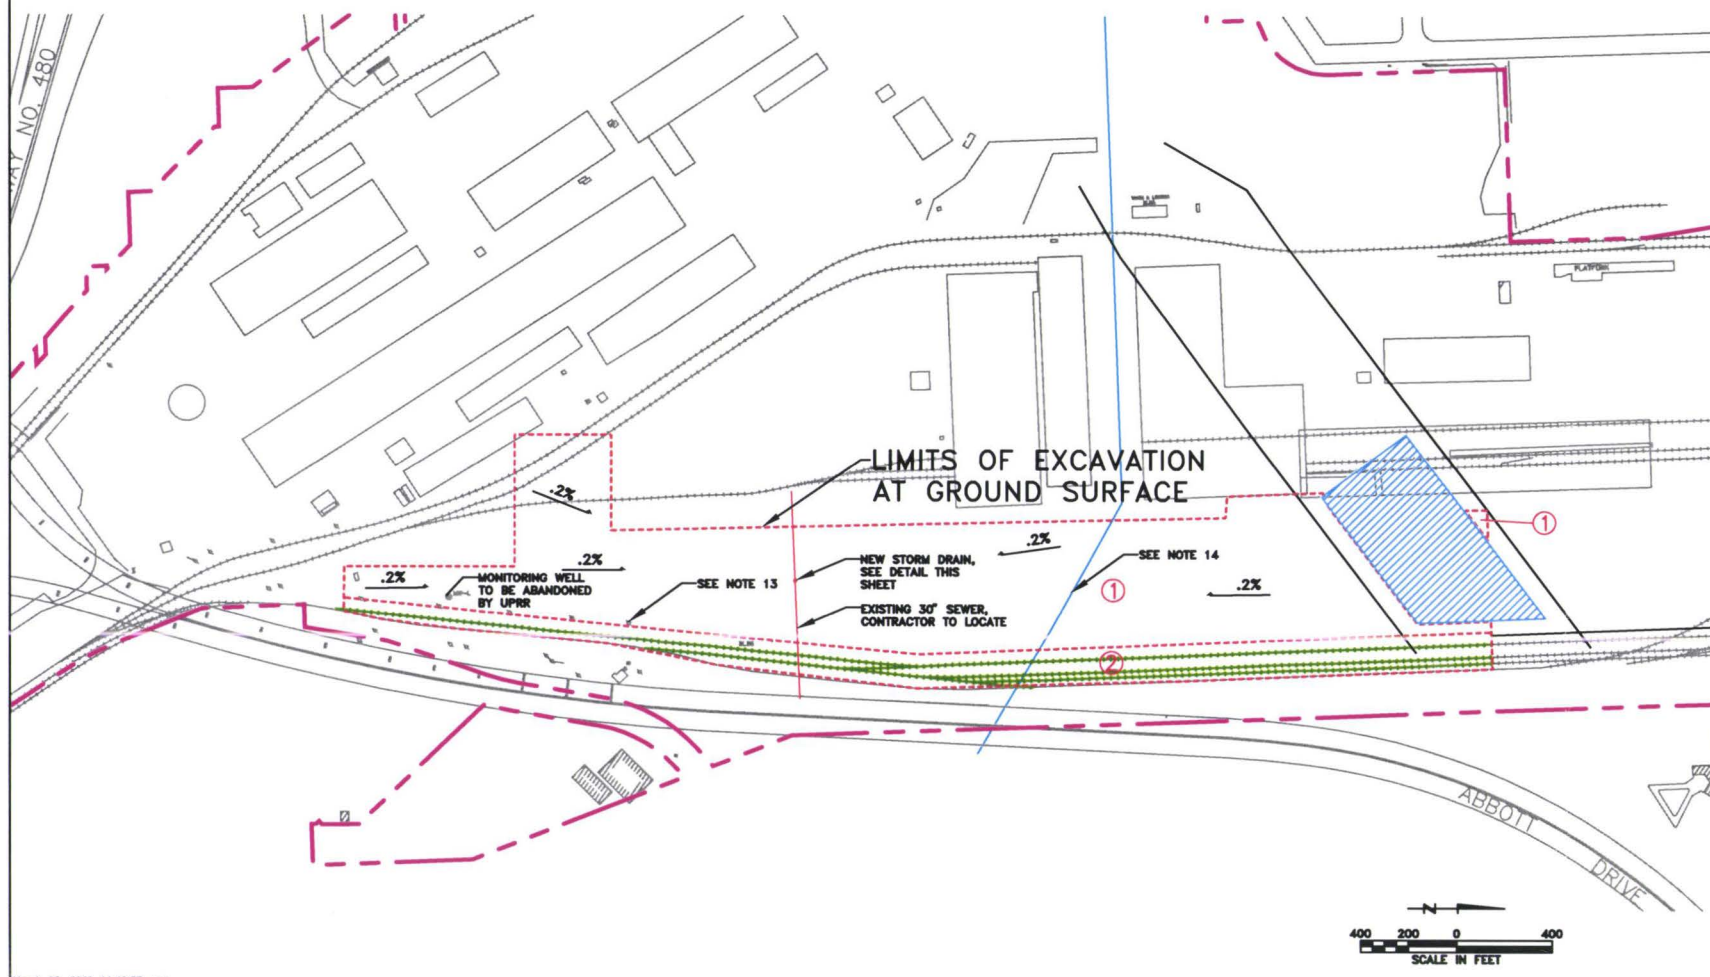 WAY NO. 480
PLATFORM
LIMITS OF EXCAVATION
AT GROUND SURFACE
.2%
.2%
.2%
.2%
.2%
MONITORING WELL
TO BE ABANDONED
BY UPRR
SEE NOTE 13
NEW STORM DRAIN,
SEE DETAIL THIS
SHEET
EXISTING 30" SEWER,
CONTRACTOR TO LOCATE
SEE NOTE 14
1
1
2
ABBOTT
DRIVE
N
400 200 0 400
SCALE IN FEET